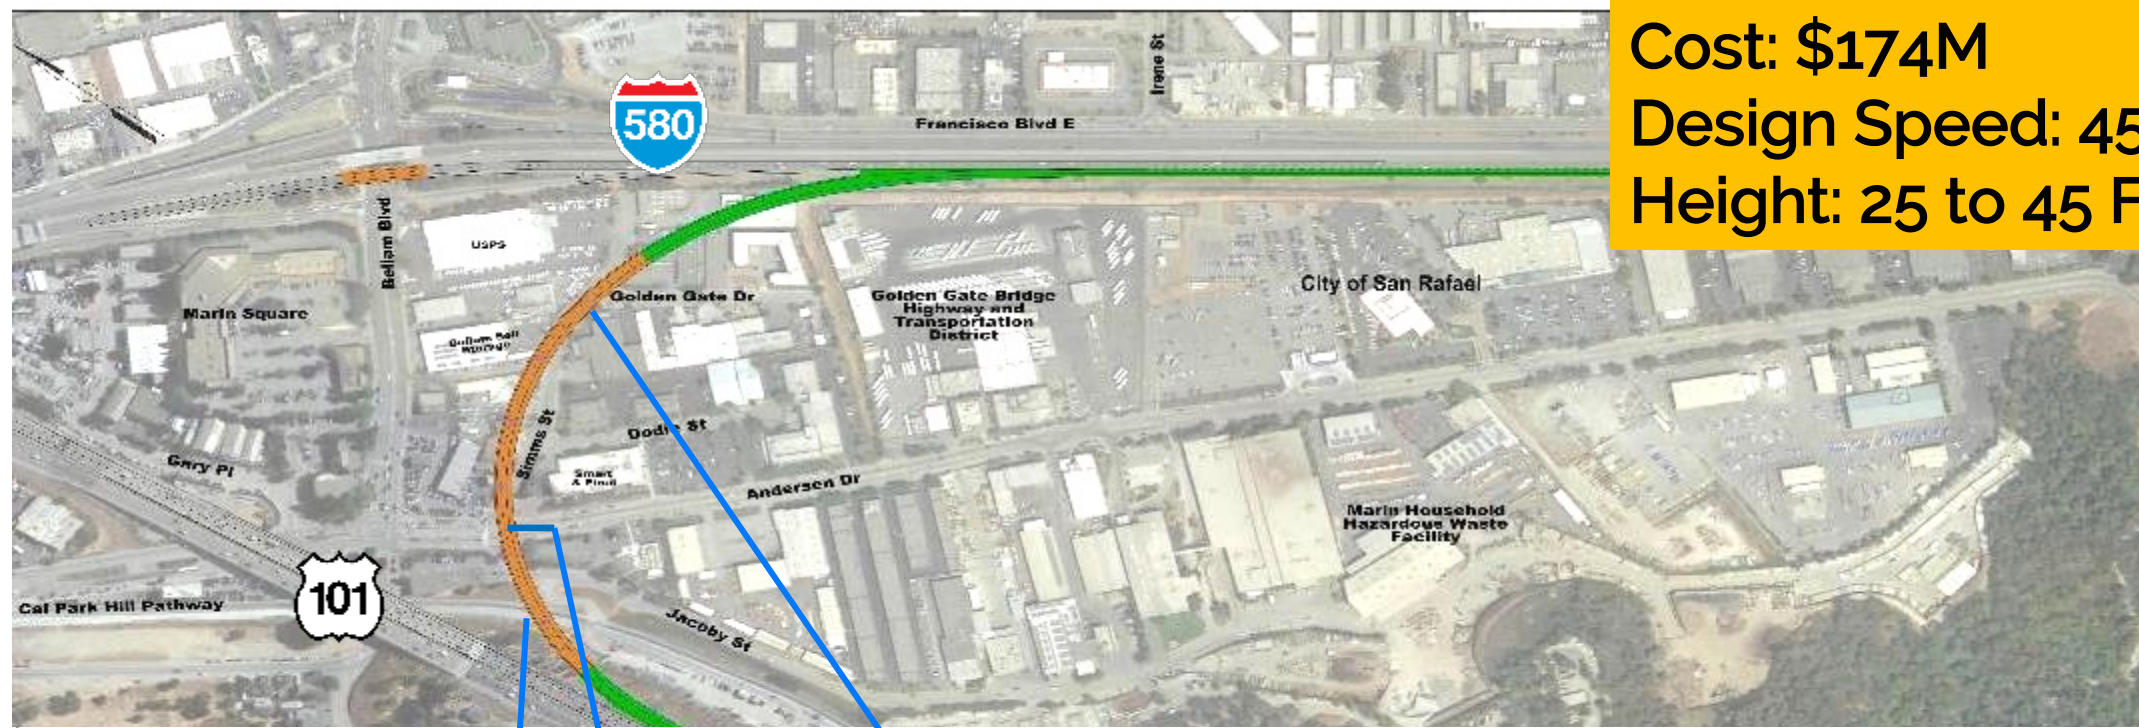 Cost: $174M
Design Speed: 45
Height: 25 to 45 F
Irene St
580
Francisco Blvd E
Bellam Blvd
USPS
Golden Gate Dr
Golden Gate Bridge
Highway and
Transportation
District
City of San Rafael
Marin Square
Simms St
Dodie St
Smart
& Final
Gary Pl
Andersen Dr
Marin Household
Hazardous Waste
Facility
101
Cal Park Hill Pathway
Jacoby St